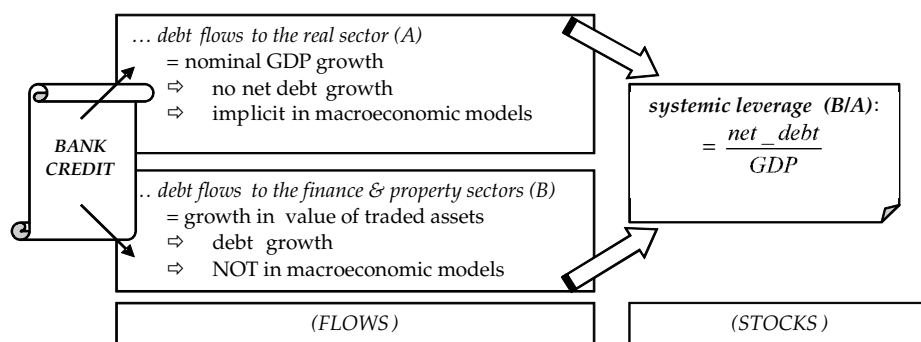 … debt flows to the real sector (A)
= nominal GDP growth
⇨ no net debt growth
⇨ implicit in macroeconomic models
BANK
CREDIT
… debt flows to the finance & property sectors (B)
= growth in value of traded assets
⇨ debt growth
⇨ NOT in macroeconomic models
systemic leverage (B/A):
= net_debt
GDP
(FLOWS)
(STOCKS)